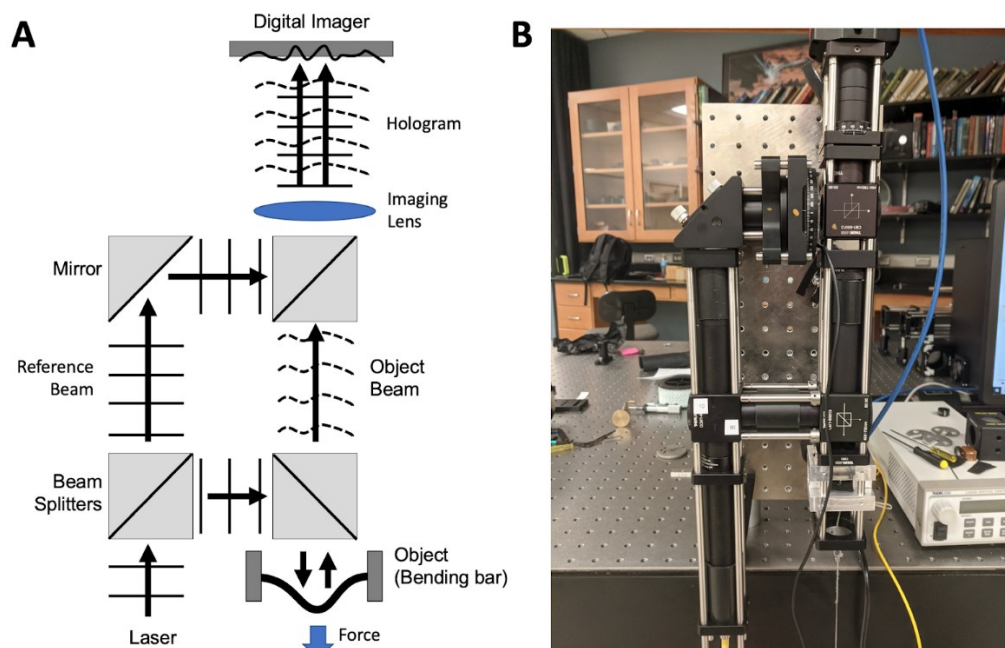 A
Digital Imager
Hologram
Imaging
Lens
Mirror
Reference
Beam
Object
Beam
Beam
Splitters
Object
(Bending bar)
Laser
Force
B